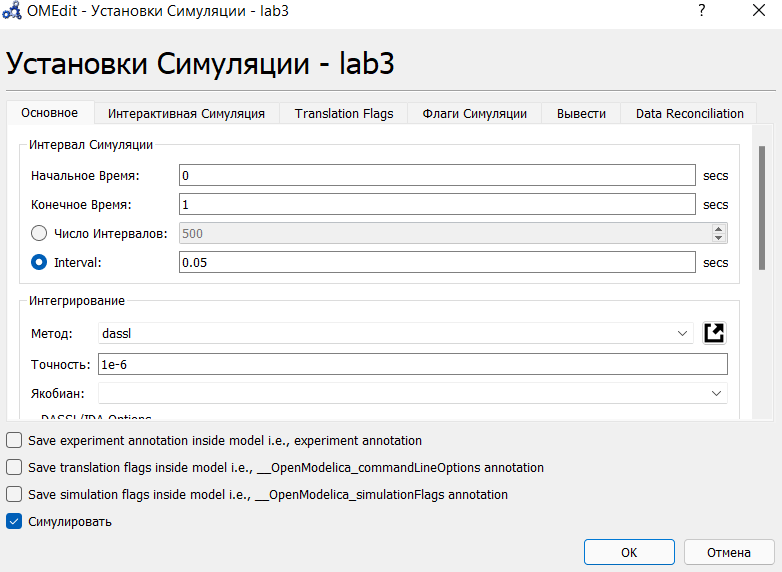 OMEdit - Установки Симуляции - lab3
Установки Симуляции - lab3
Основное Интерактивная Симуляция Translation Flags Флаги Симуляции Вывести Data Reconciliation
Интервал Симуляции
Начальное Время: 0 secs
Конечное Время: 1 secs
Число Интервалов: 500
Interval: 0.05 secs
Интегрирование
Метод: dassl
Точность: 1e-6
Якобиан:
DASSL/IDA Options
Save experiment annotation inside model i.e., experiment annotation
Save translation flags inside model i.e., __OpenModelica_commandLineOptions annotation
Save simulation flags inside model i.e., __OpenModelica_simulationFlags annotation
Симулировать
OK Отмена